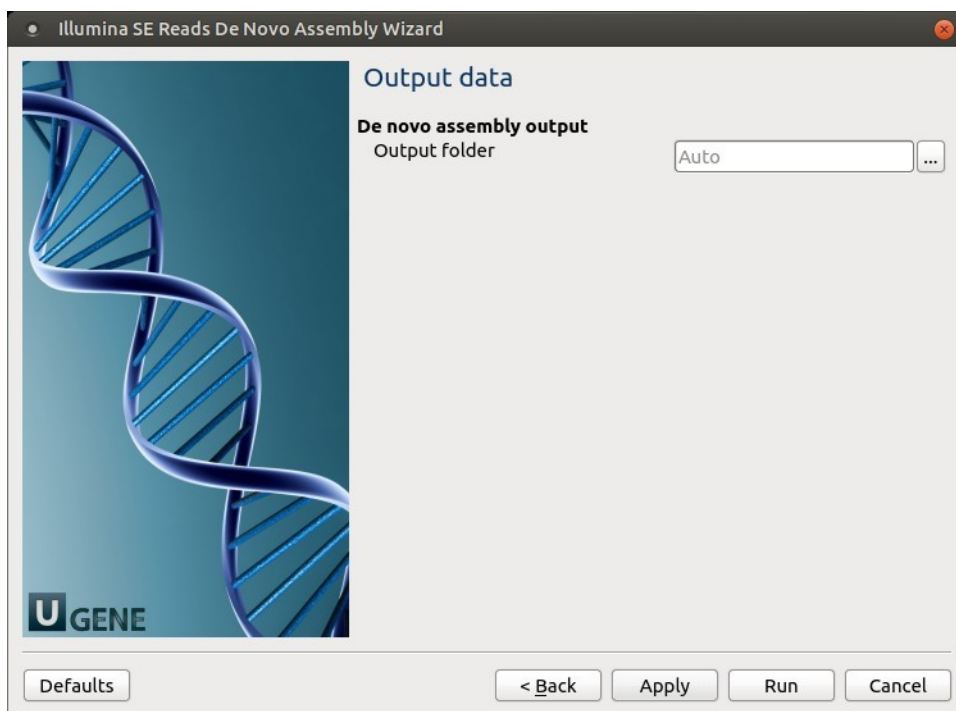 Illumina SE Reads De Novo Assembly Wizard
Output data
De novo assembly output
Output folder
Auto
...
U GENE
Defaults
< Back
Apply
Run
Cancel